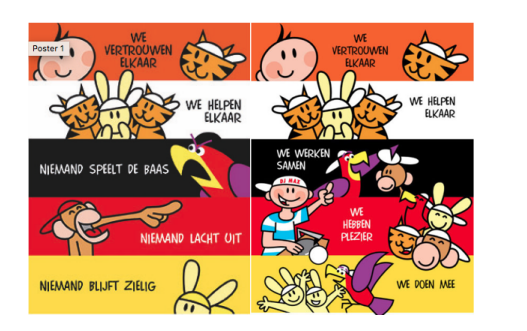 WE
VERTROUWEN
ELKAAR
Poster 1
WE HELPEN
ELKAAR
NIEMAND SPEELT DE BAAS
NIEMAND LACHT UIT
NIEMAND BLIJFT ZIELIG
WE
VERTROUWEN
ELKAAR
WE HELPEN
ELKAAR
WE WERKEN
SAMEN
DJ MAX
WE
HEBBEN
PLEZIER
WE DOEN MEE